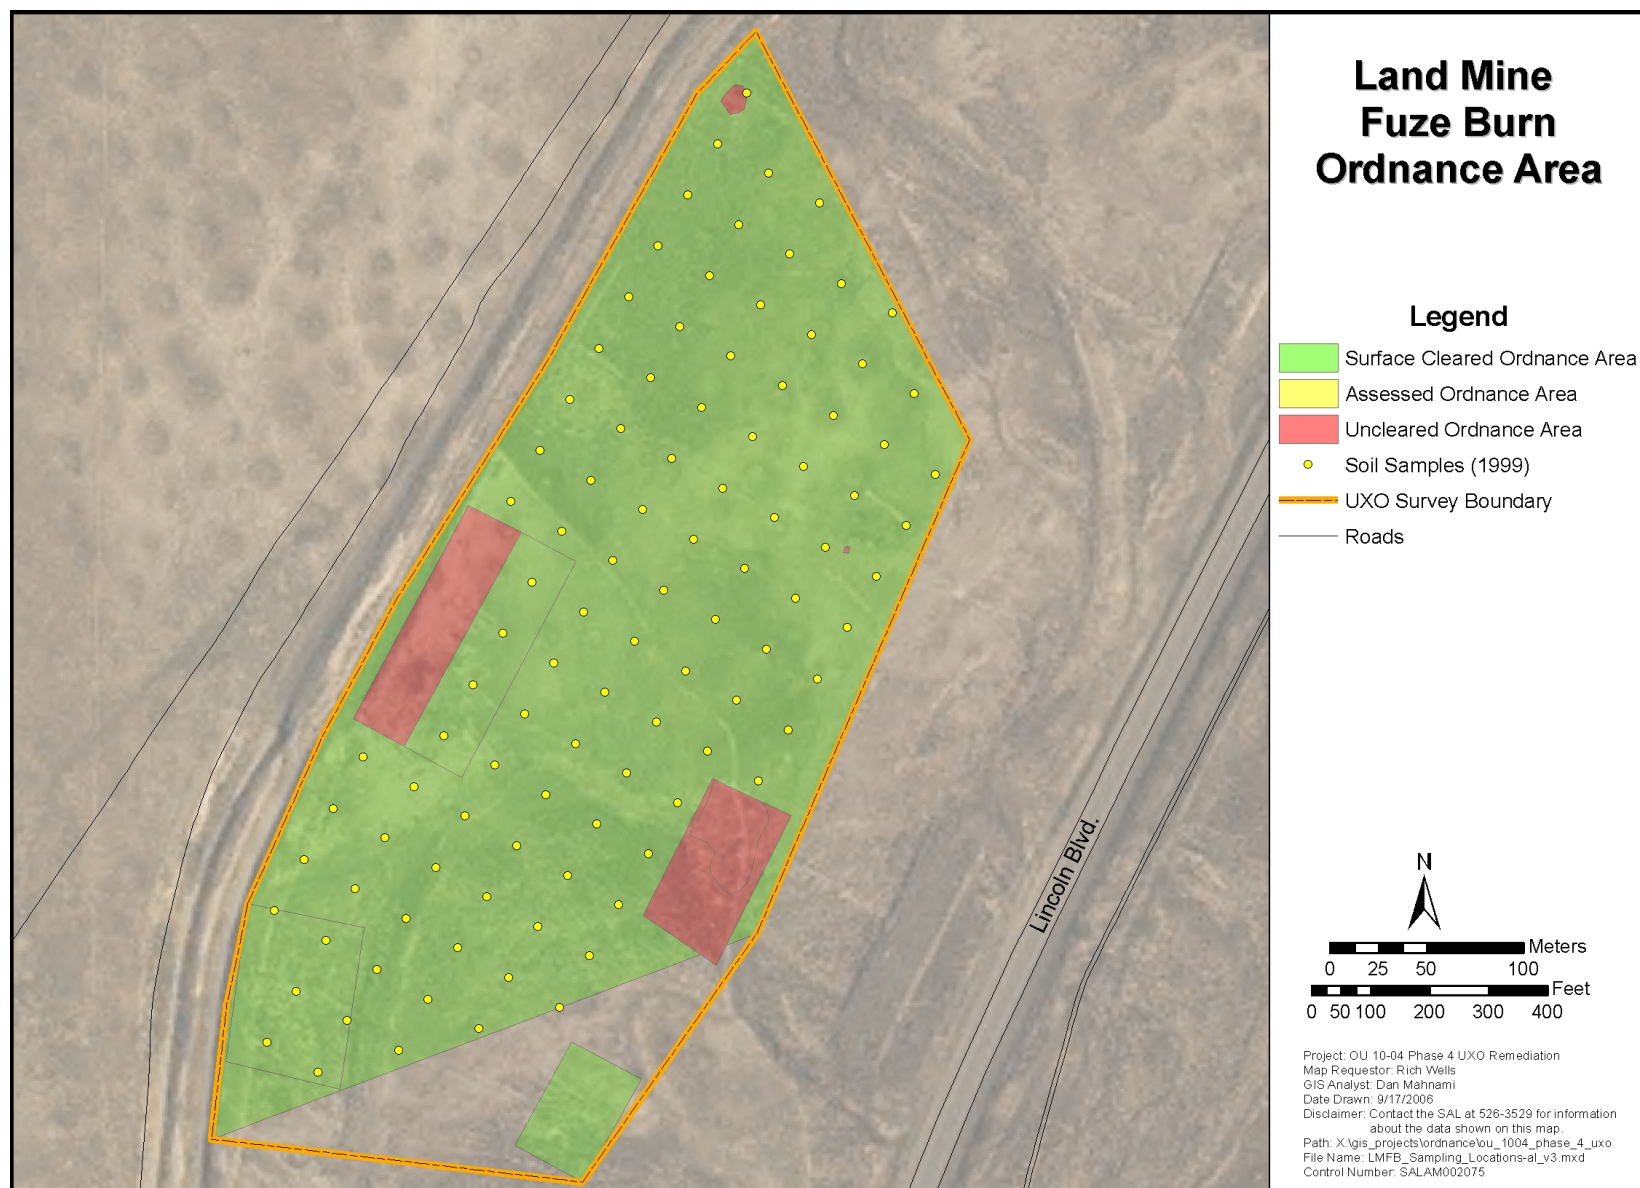 Land Mine
Fuze Burn
Ordnance Area
Legend
Surface Cleared Ordnance Area
Assessed Ordnance Area
Uncleared Ordnance Area
Soil Samples (1999)
UXO Survey Boundary
Roads
Lincoln Blvd.
N
Meters
0 25 50 100
Feet
0 50 100 200 300 400
Project: OU 10-04 Phase 4 UXO Remediation
Map Requestor: Rich Wells
GIS Analyst: Dan Mahnami
Date Drawn: 9/17/2006
Disclaimer: Contact the SAL at 526-3529 for information
about the data shown on this map.
Path: X:\gis_projects\ordnance\ou_1004_phase_4_uxo
File Name: LMFB_Sampling_Locations-al_v3.mxd
Control Number: SALAM002075